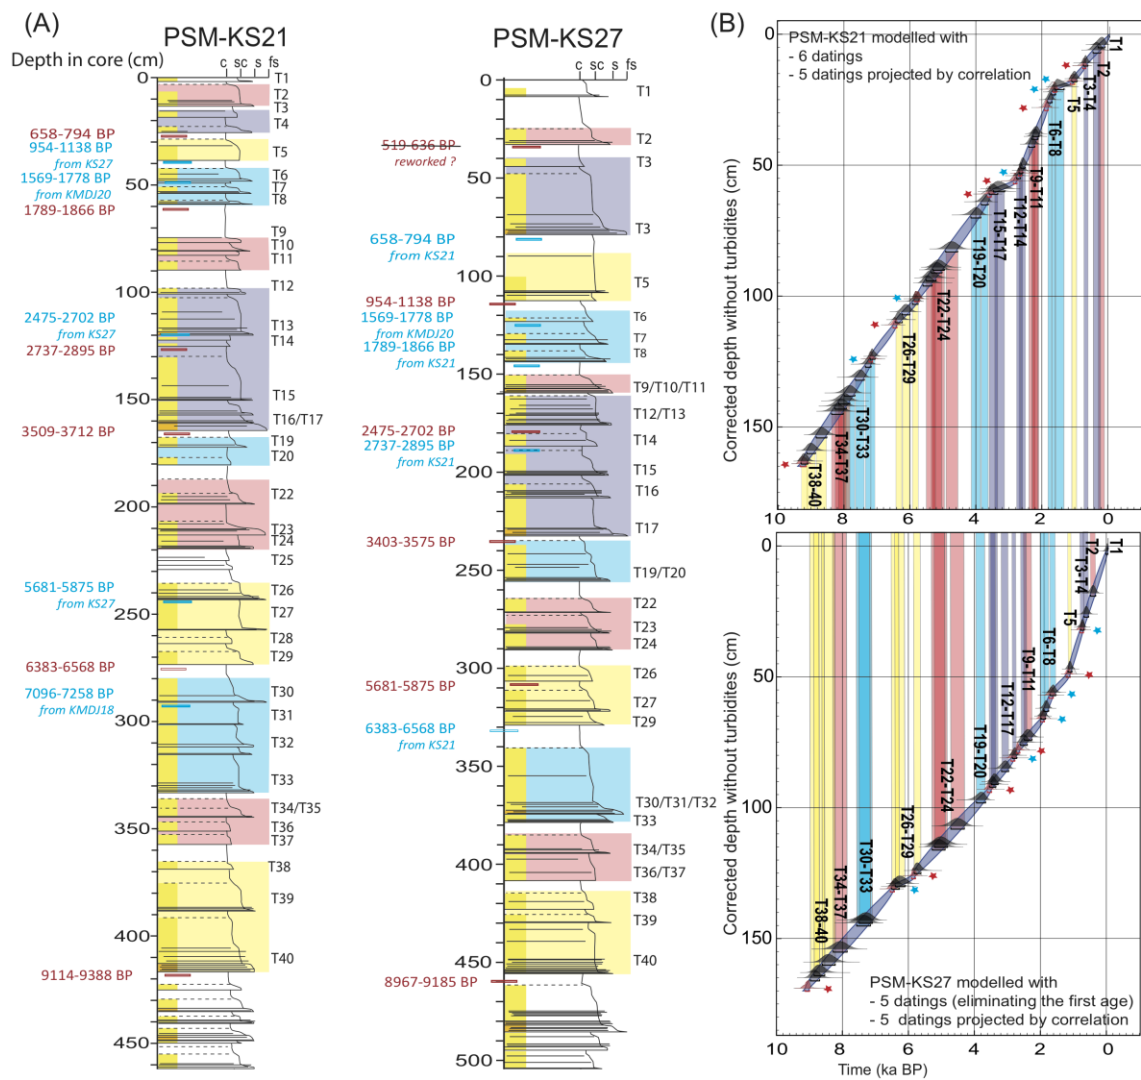 (A)
PSM-KS21
Depth in core (cm)
c sc fs
0
T1
T2
T3
T4
658-794 BP
954-1138 BP
from KS27
T5
1569-1778 BP
from KMDJ20
50
T6
T7
T8
1789-1866 BP
T9
T10
T11
100
T12
2475-2702 BP
from KS27
T13
T14
2737-2895 BP
150
T15
T16/T17
3509-3712 BP
T19
T20
200
T22
T23
T24
T25
5681-5875 BP
from KS27
250
T26
T27
T28
T29
6383-6568 BP
7096-7258 BP
from KMDJ18
T30
300
T31
T32
T33
350
T34/T35
T36
T37
T38
400
T39
T40
9114-9388 BP
450
PSM-KS27
c sc fs
0
T1
T2
519-636 BP
reworked ?
T3
T3
658-794 BP
from KS21
100
T5
954-1138 BP
1569-1778 BP
from KMDJ20
T6
T7
1789-1866 BP
from KS21
T8
150
T9/T10/T11
T12/T13
2475-2702 BP
T14
2737-2895 BP
from KS21
200
T15
T16
T17
3403-3575 BP
250
T19/T20
T22
T23
T24
300
T26
5681-5875 BP
T27
T29
6383-6568 BP
from KS21
350
T30/T31/T32
T33
T34/T35
400
T36/T37
T38
T39
450
T40
8967-9185 BP
500
(B)
PSM-KS21 modelled with
- 6 datings
- 5 datings projected by correlation
Corrected depth without turbidites (cm)
0
50
100
150
T1
T2
T3-T4
T5
T6-T8
T9-T11
T12-T14
T15-T17
T19-T20
T22-T24
T26-T29
T30-T33
T34-T37
T38-40
10 8 6 4 2 0
Corrected depth without turbidites (cm)
0
50
100
150
T1
T2
T3-T4
T5
T6-T8
T9-T11
T12-T17
T19-T20
T22-T24
T26-T29
T30-T33
T34-T37
T38-40
PSM-KS27 modelled with
- 5 datings (eliminating the first age)
- 5 datings projected by correlation
10 8 6 4 2 0
Time (ka BP)